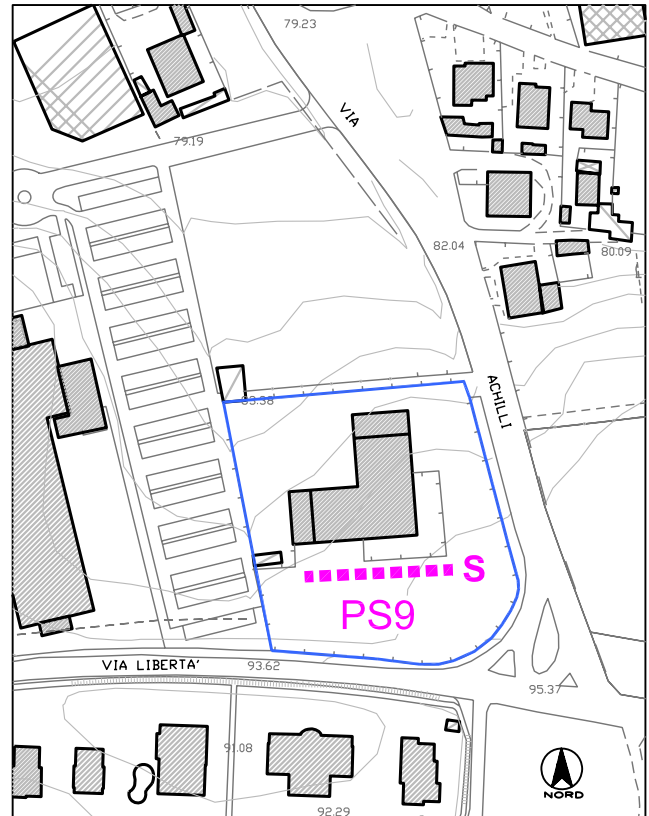 79.23
VIA
79.19
82.04
80.09
ACHILLI
83.38
S
PS9
VIA LIBERTA'
93.62
95.37
91.08
NORD
92.29